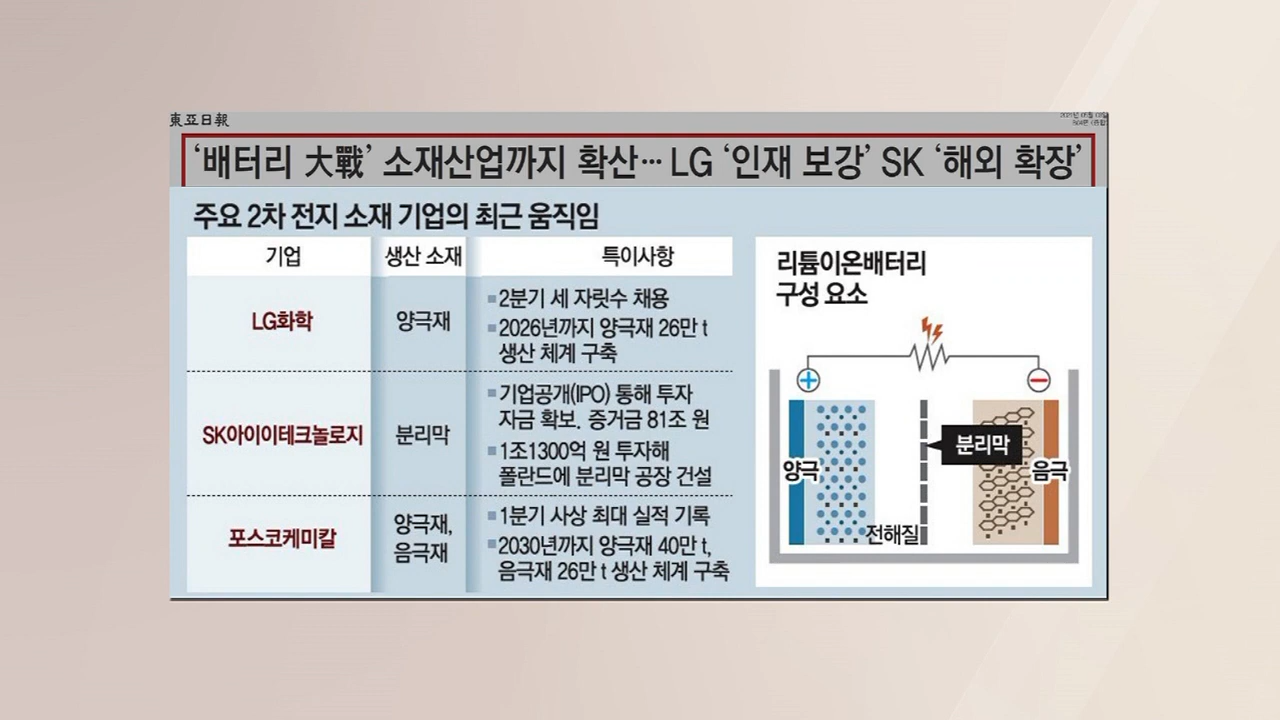 東亞日報
‘배터리 大戰’ 소재산업까지 확산… LG ‘인재 보강’ SK ‘해외 확장’
주요 2차 전지 소재 기업의 최근 움직임
기업 생산 소재 특이사항
LG화학 양극재
■2분기 세 자릿수 채용
■2026년까지 양극재 26만 t
생산 체계 구축
SK아이이테크놀로지 분리막
■기업공개(IPO) 통해 투자
자금 확보. 증거금 81조 원
■1조1300억 원 투자해
폴란드에 분리막 공장 건설
포스코케미칼
양극재,
음극재
■1분기 사상 최대 실적 기록
■2030년까지 양극재 40만 t,
음극재 26만 t 생산 체계 구축
리튬이온배터리
구성 요소
+
−
분리막
양극
음극
전해질